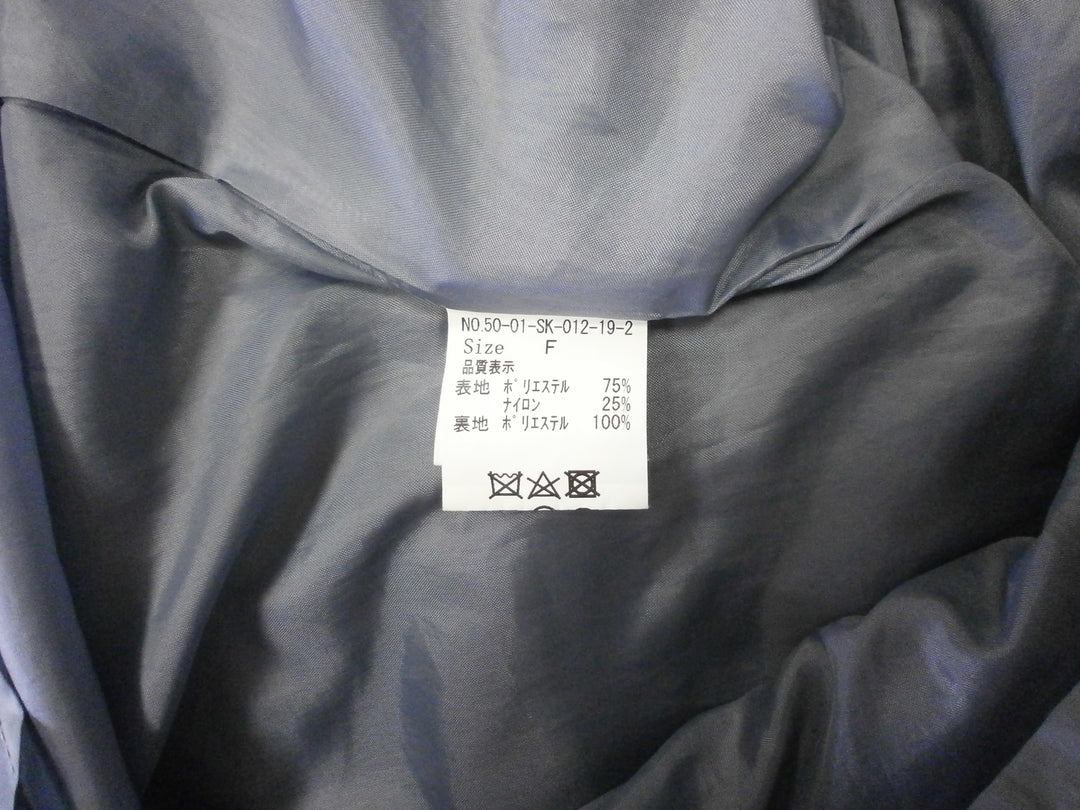 NO.50-01-SK-012-19-2
Size F
品質表示
表地 ﾎﾟﾘｴｽﾃﾙ 75%
ﾅｲﾛﾝ 25%
裏地 ﾎﾟﾘｴｽﾃﾙ 100%